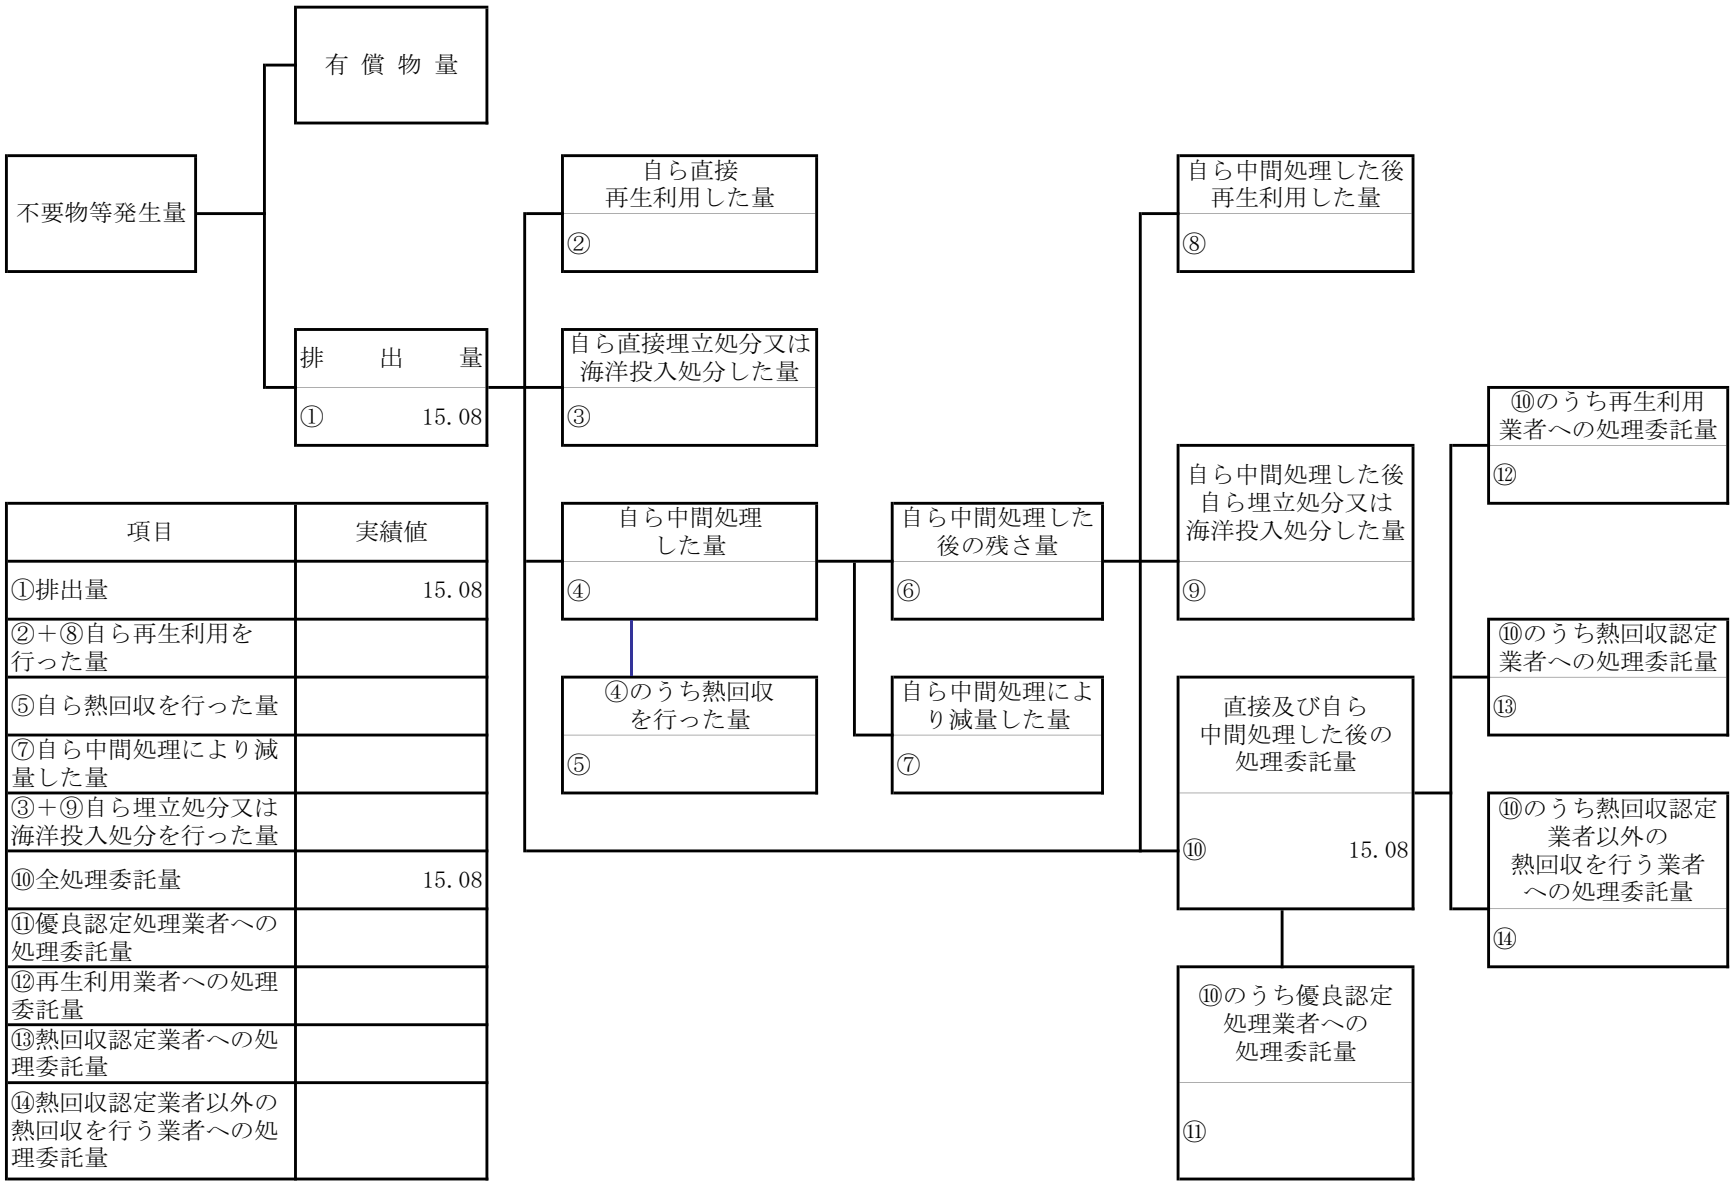 有償物量
不要物等発生量
自ら直接
再生利用した量
②
自ら中間処理した後
再生利用した量
⑧
排出量
① 15.08
自ら直接埋立処分又は
海洋投入処分した量
③
⑩のうち再生利用
業者への処理委託量
⑫
自ら中間処理した後
自ら埋立処分又は
海洋投入処分した量
⑨
自ら中間処理
した量
④
自ら中間処理した
後の残さ量
⑥
⑩のうち熱回収認定
業者への処理委託量
⑬
④のうち熱回収
を行った量
⑤
自ら中間処理によ
り減量した量
⑦
直接及び自ら
中間処理した後の
処理委託量
⑩ 15.08
⑩のうち熱回収認定
業者以外の
熱回収を行う業者
への処理委託量
⑭
⑩のうち優良認定
処理業者への
処理委託量
⑪
項目 実績値
①排出量 15.08
②+⑧自ら再生利用を
行った量
⑤自ら熱回収を行った量
⑦自ら中間処理により減
量した量
③+⑨自ら埋立処分又は
海洋投入処分を行った量
⑩全処理委託量 15.08
⑪優良認定処理業者への
処理委託量
⑫再生利用業者への処理
委託量
⑬熱回収認定業者への処
理委託量
⑭熱回収認定業者以外の
熱回収を行う業者への処
理委託量